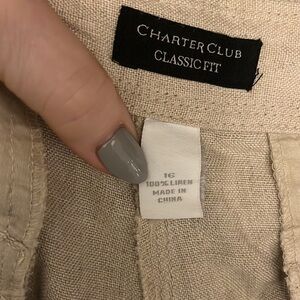 CHARTER CLUB
CLASSIC FIT
16
100% LINEN
MADE IN
CHINA